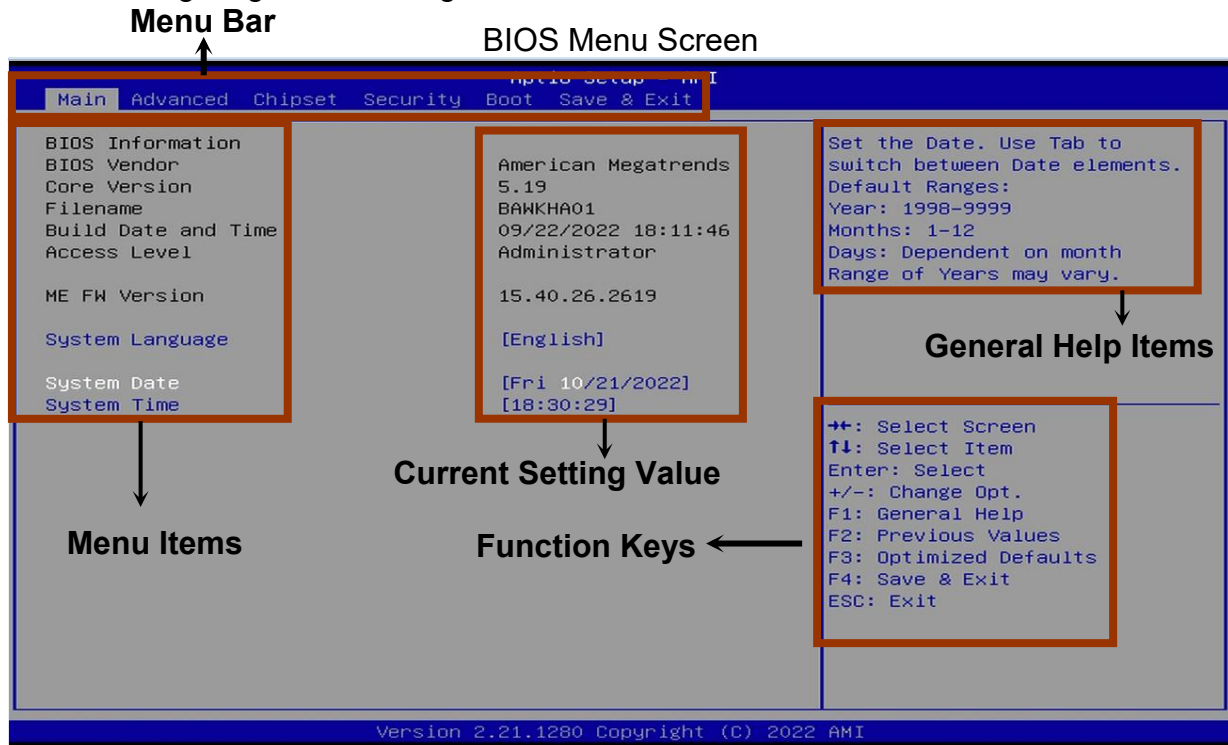 Menu Bar
BIOS Menu Screen
Aptio Setup - AMI
Main Advanced Chipset Security Boot Save & Exit
BIOS Information
BIOS Vendor American Megatrends
Core Version 5.19
Filename BAWKHA01
Build Date and Time 09/22/2022 18:11:46
Access Level Administrator
ME FW Version 15.40.26.2619
System Language [English]
System Date [Fri 10/21/2022]
System Time [18:30:29]
Set the Date. Use Tab to
switch between Date elements.
Default Ranges:
Year: 1998-9999
Months: 1-12
Days: Dependent on month
Range of Years may vary.
General Help Items
→←: Select Screen
↑↓: Select Item
Enter: Select
+/-: Change Opt.
F1: General Help
F2: Previous Values
F3: Optimized Defaults
F4: Save & Exit
ESC: Exit
Current Setting Value
Menu Items
Function Keys
Version 2.21.1280 Copyright (C) 2022 AMI